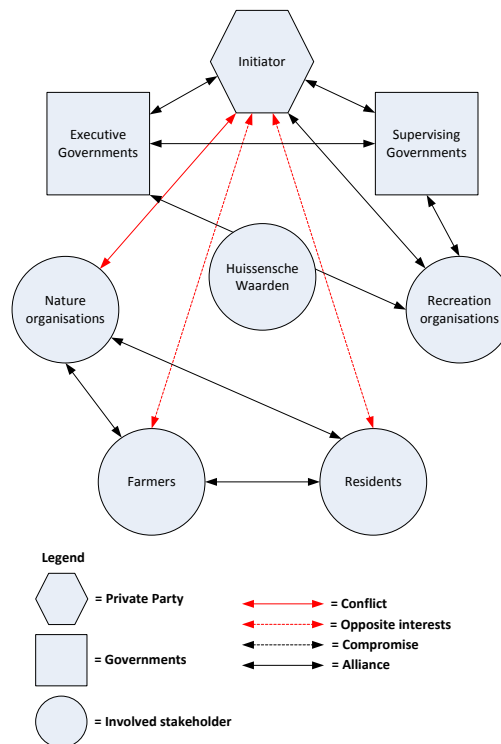 Initiator
Executive
Governments
Supervising
Governments
Huissensche
Waarden
Nature
organisations
Recreation
organisations
Farmers
Residents
Legend
= Private Party
= Governments
= Involved stakeholder
= Conflict
= Opposite interests
= Compromise
= Alliance